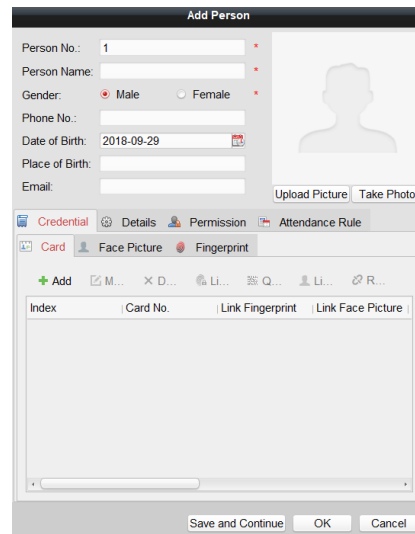 Add Person
Person No.: 1 *
Person Name: *
Gender: Male Female *
Phone No.:
Date of Birth: 2018-09-29
Place of Birth:
Email:
Upload Picture Take Photo
Credential Details Permission Attendance Rule
Card Face Picture Fingerprint
Add M... D... Li... Q... Li... R...
Index Card No. Link Fingerprint Link Face Picture
Save and Continue OK Cancel